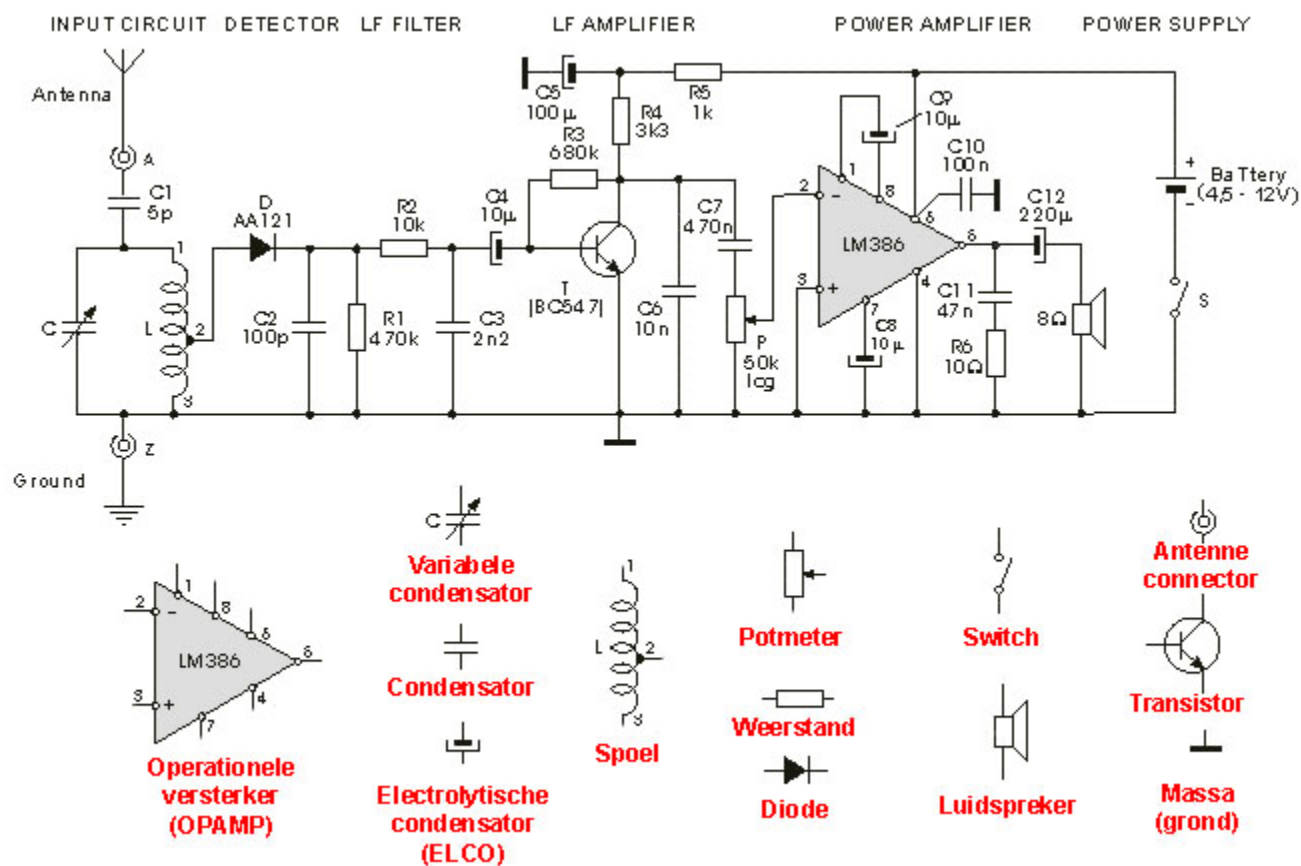 INPUT CIRCUIT DETECTOR LF FILTER LF AMPLIFIER POWER AMPLIFIER POWER SUPPLY
Antenna
A
C1
5p
1
L
2
3
C
D
AA121
C2
100p
R1
470k
R2
10k
C3
2n2
C4
10µ
C5
100µ
R3
680k
R4
3k3
R5
1k
T
|BC547|
C6
10n
C7
470n
P
50k
log
2
-
3
+
1
8
6
LM386
6
4
7
C8
10µ
C9
10µ
C10
100n
C11
47n
R6
10Ω
C12
220µ
8Ω
+
Battery
(4,5 - 12V)
-
S
Z
Ground
2
-
3
+
1
8
6
LM386
6
4
7
Operationele
versterker
(OPAMP)
C
Variabele
condensator
Condensator
Electrolytische
condensator
(ELCO)
1
L
2
3
Spoel
Potmeter
Weerstand
Diode
Switch
Luidspreker
Antenne
connector
Transistor
Massa
(grond)